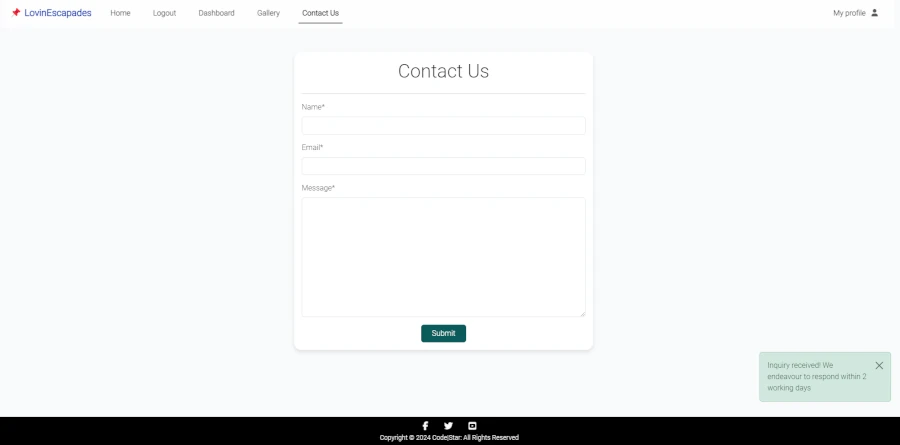 LovinEscapades Home Logout Dashboard Gallery Contact Us My profile
Contact Us
Name*
Email*
Message*
Submit
Inquiry received! We
endeavour to respond within 2
working days
Copyright © 2024 Code|Star. All Rights Reserved